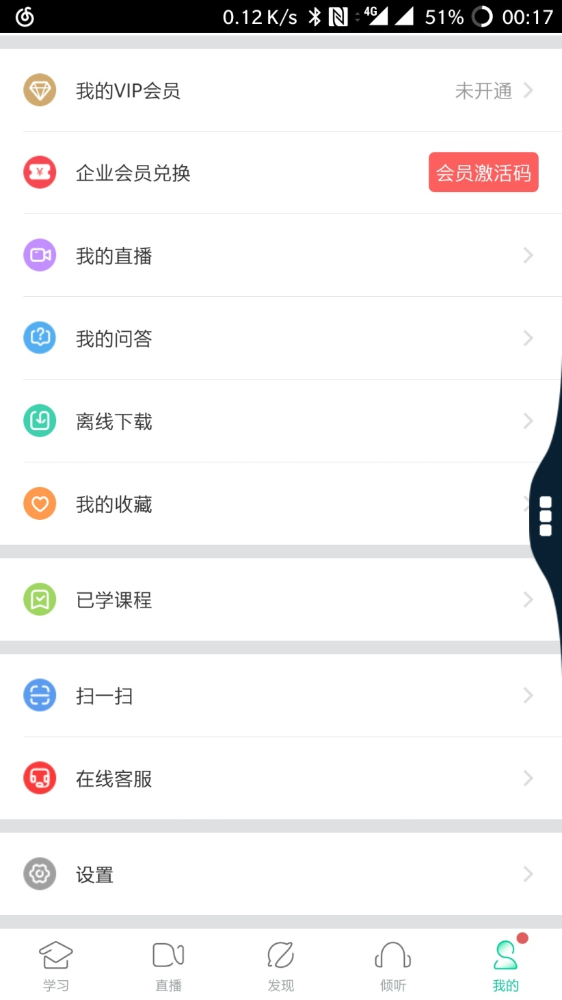 0.12 K/s 4G 51% 00:17
我的VIP会员 未开通
企业会员兑换 会员激活码
我的直播
我的问答
离线下载
我的收藏
已学课程
扫一扫
在线客服
设置
学习 直播 发现 倾听 我的